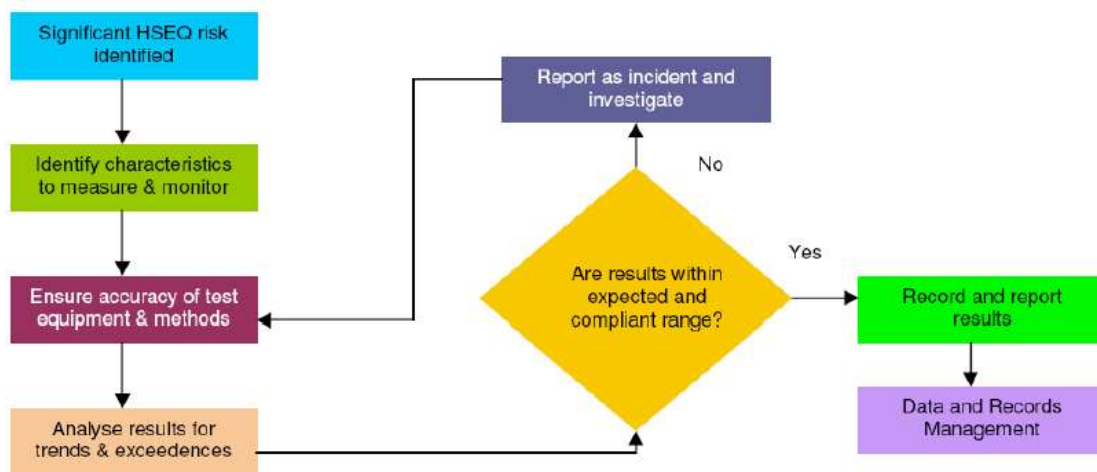 Significant HSEQ risk
identified
Identify characteristics
to measure & monitor
Ensure accuracy of test
equipment & methods
Analyse results for
trends & exceedences
Report as incident and
investigate
No
Are results within
expected and
compliant range?
Yes
Record and report
results
Data and Records
Management